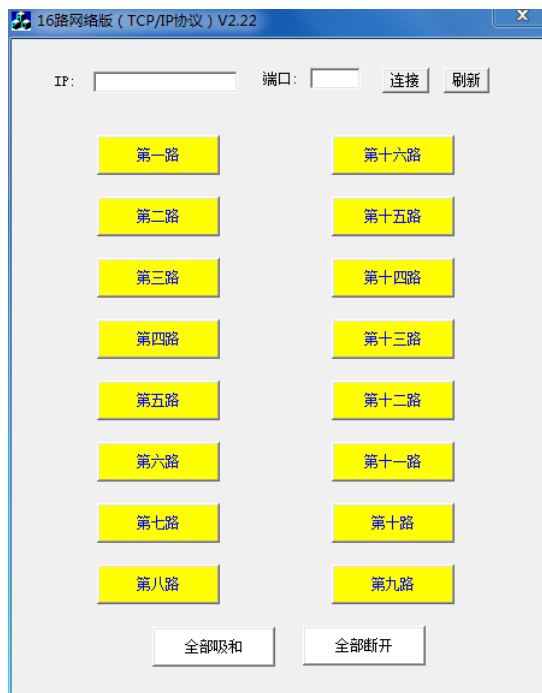 16路网络版（TCP/IP协议）V2.22
IP: 端口: 连接 刷新
第一路 第十六路
第二路 第十五路
第三路 第十四路
第四路 第十三路
第五路 第十二路
第六路 第十一路
第七路 第十路
第八路 第九路
全部吸和 全部断开